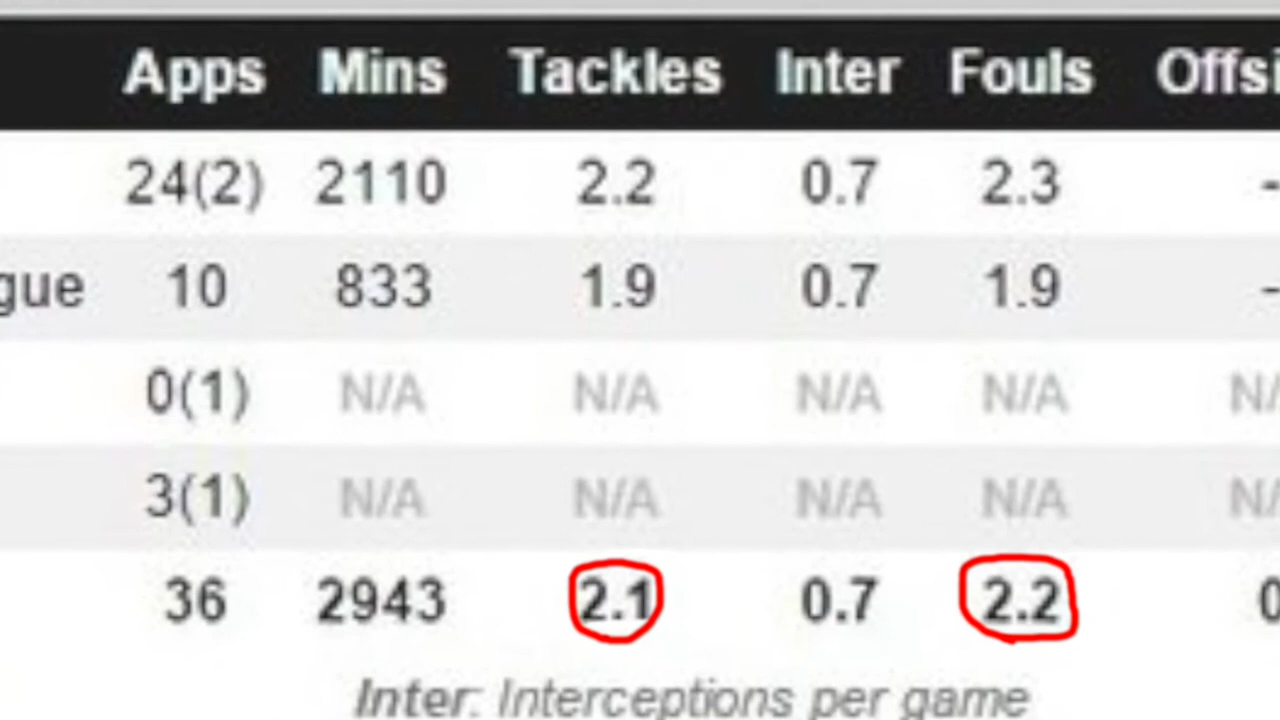 Apps Mins Tackles Inter Fouls Offsi
24(2) 2110 2.2 0.7 2.3 -
gue 10 833 1.9 0.7 1.9 -
0(1) N/A N/A N/A N/A N/
3(1) N/A N/A N/A N/A N/
36 2943 2.1 0.7 2.2 0
Inter: Interceptions per game